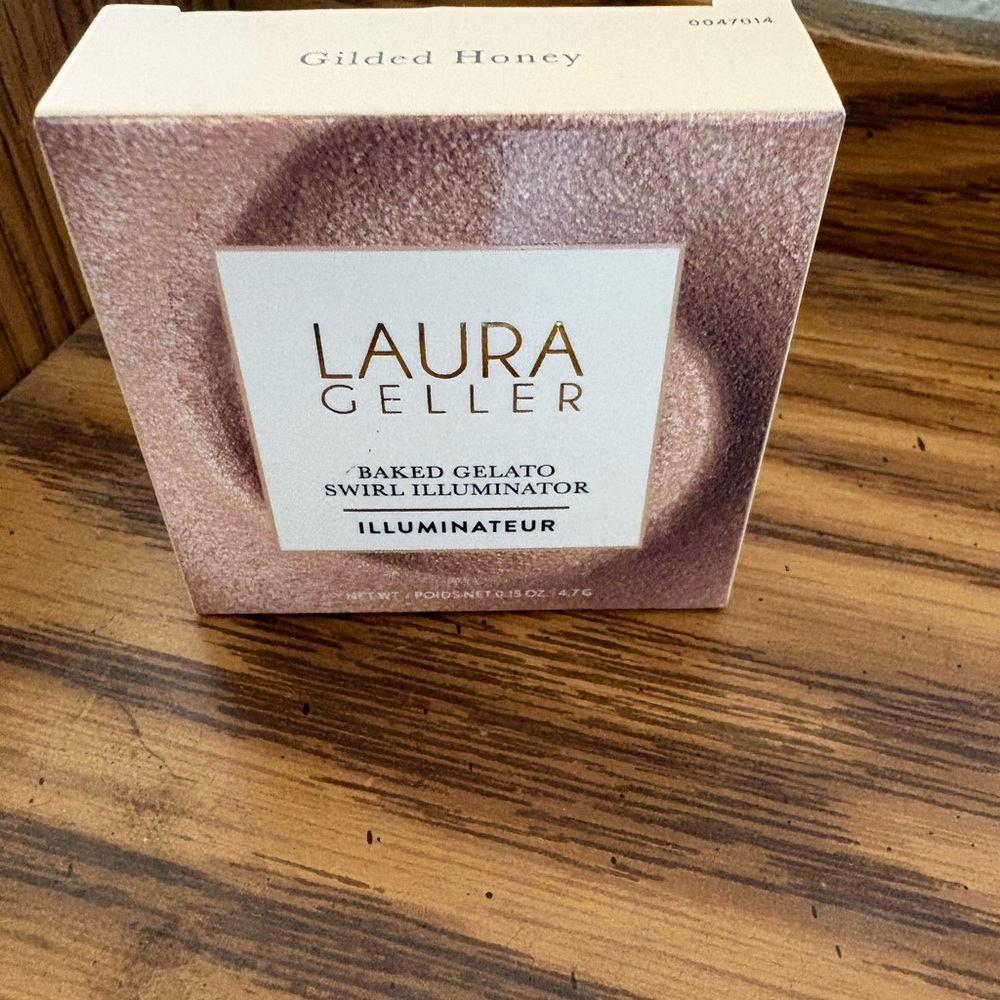 0047014
Gilded Honey
LAURA
GELLER
BAKED GELATO
SWIRL ILLUMINATOR
ILLUMINATEUR
NET WT. / POIDS NET 0.15 OZ. / 4.7 G